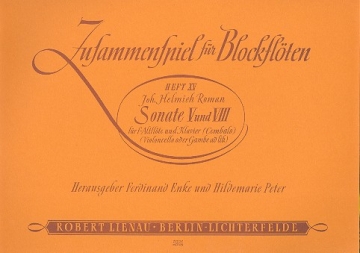 Zusammenspiel für Blockflöten
HEFT XV
Joh. Helmich Roman
Sonate V und VIII
für F-Altflöte und Klavier (Cembalo)
(Violoncello oder Gambe ad lib.)
Herausgeber Ferdinand Enke und Hildemarie Peter
ROBERT LIENAU · BERLIN-LICHTERFELDE